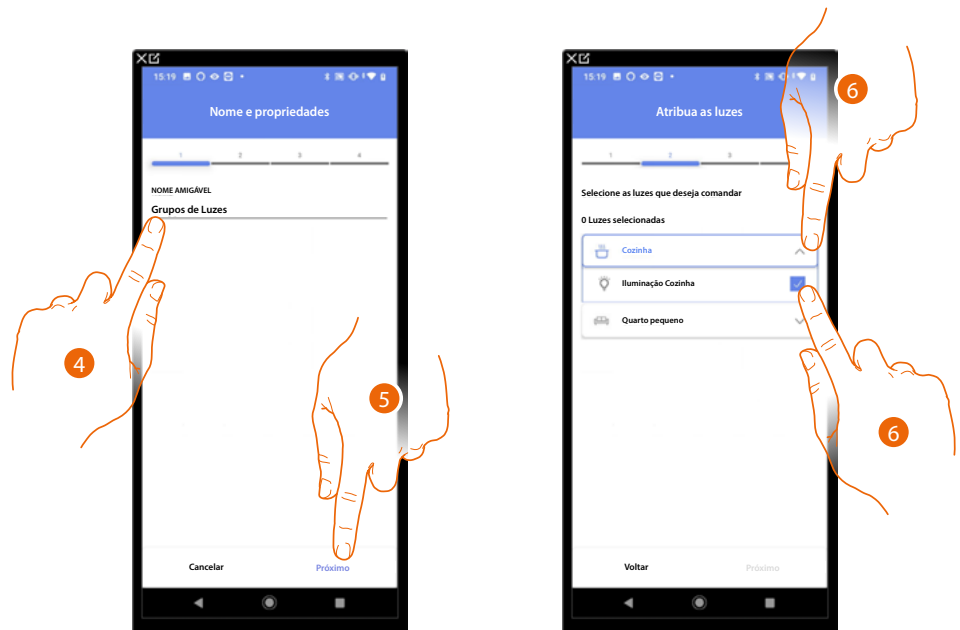 15:19
Nome e propriedades
1 2 3 4
NOME AMIGÁVEL
Grupos de Luzes
4
5
Cancelar Próximo
15:19
Atribua as luzes
1 2 3
Selecione as luzes que deseja comandar
0 Luzes selecionadas
Cozinha
Iluminação Cozinha
Quarto pequeno
6
6
Voltar Próximo